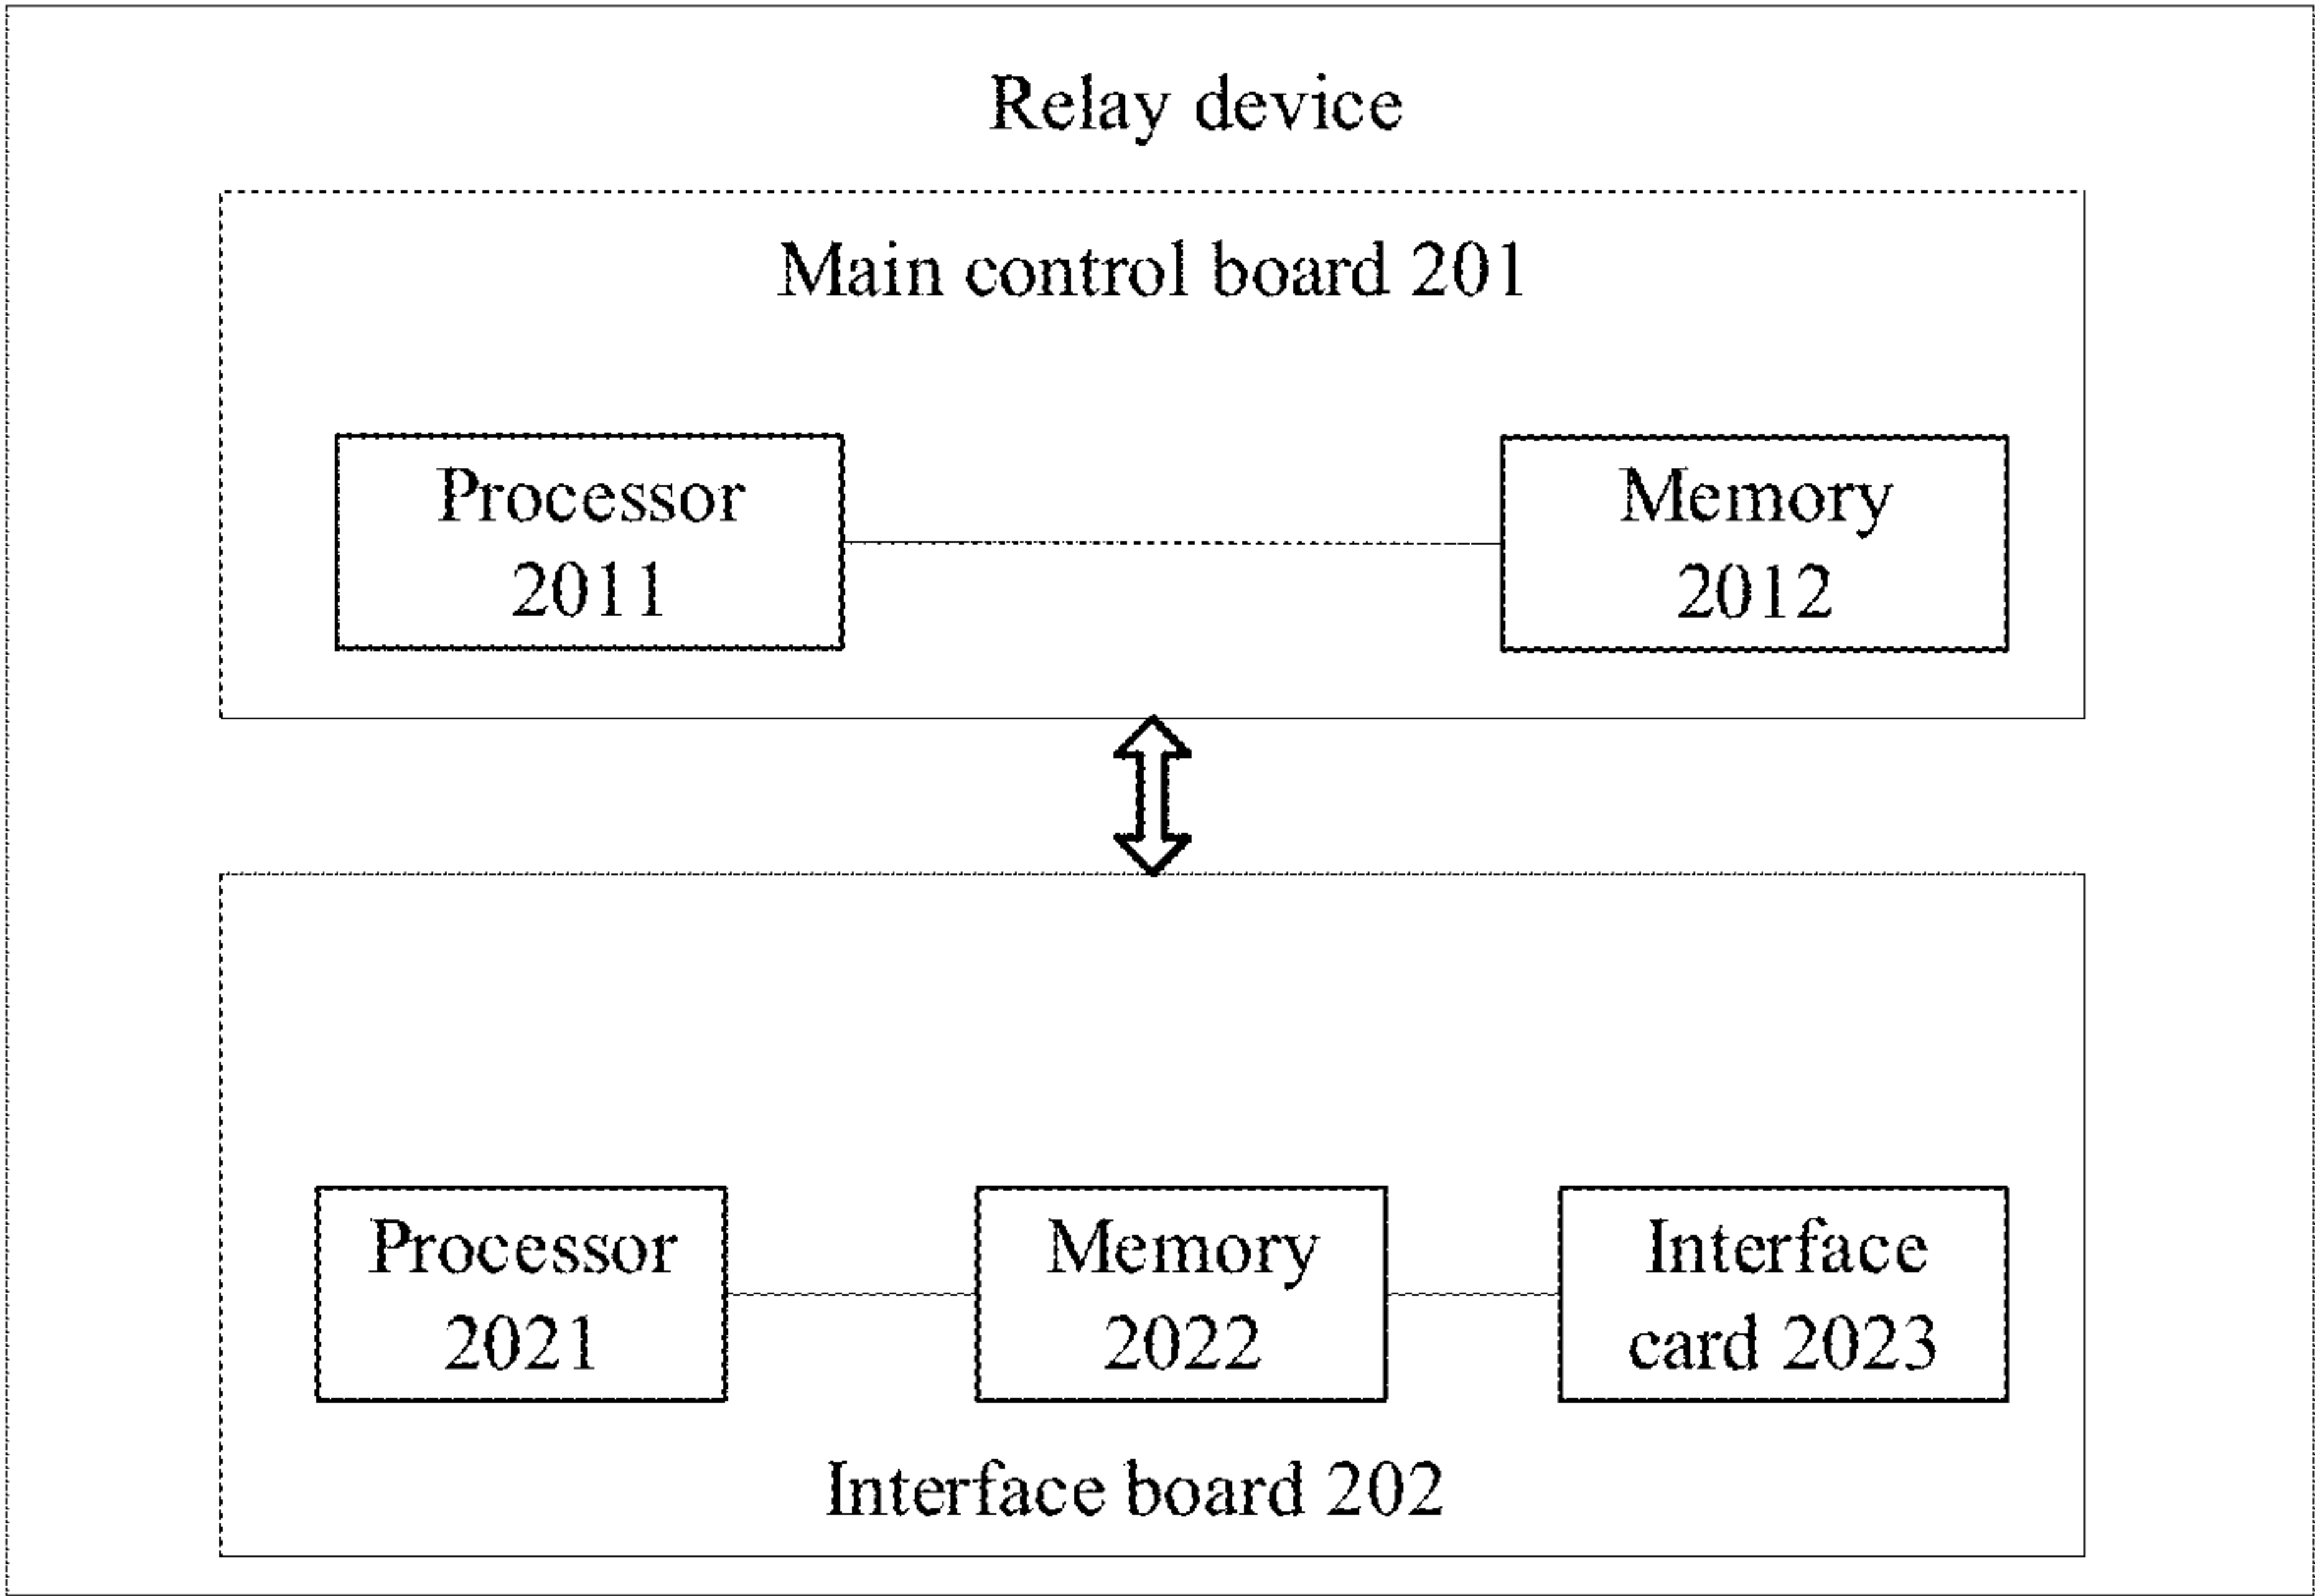 Relay device
Main control board 201
Processor
2011
Memory
2012
Processor
2021
Memory
2022
Interface
card 2023
Interface board 202